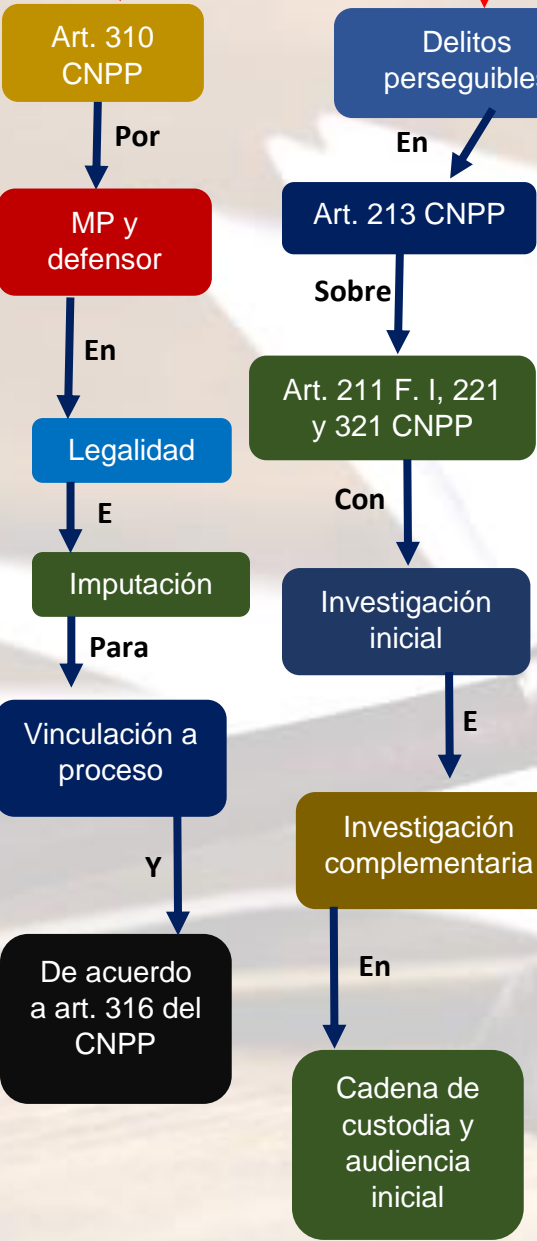 Art. 310
CNPP
Por
MP y
defensor
En
Legalidad
E
Imputación
Para
Vinculación a
proceso
Y
De acuerdo
a art. 316 del
CNPP
Delitos
perseguibles
En
Art. 213 CNPP
Sobre
Art. 211 F. I, 221
y 321 CNPP
Con
Investigación
inicial
E
Investigación
complementaria
En
Cadena de
custodia y
audiencia
inicial